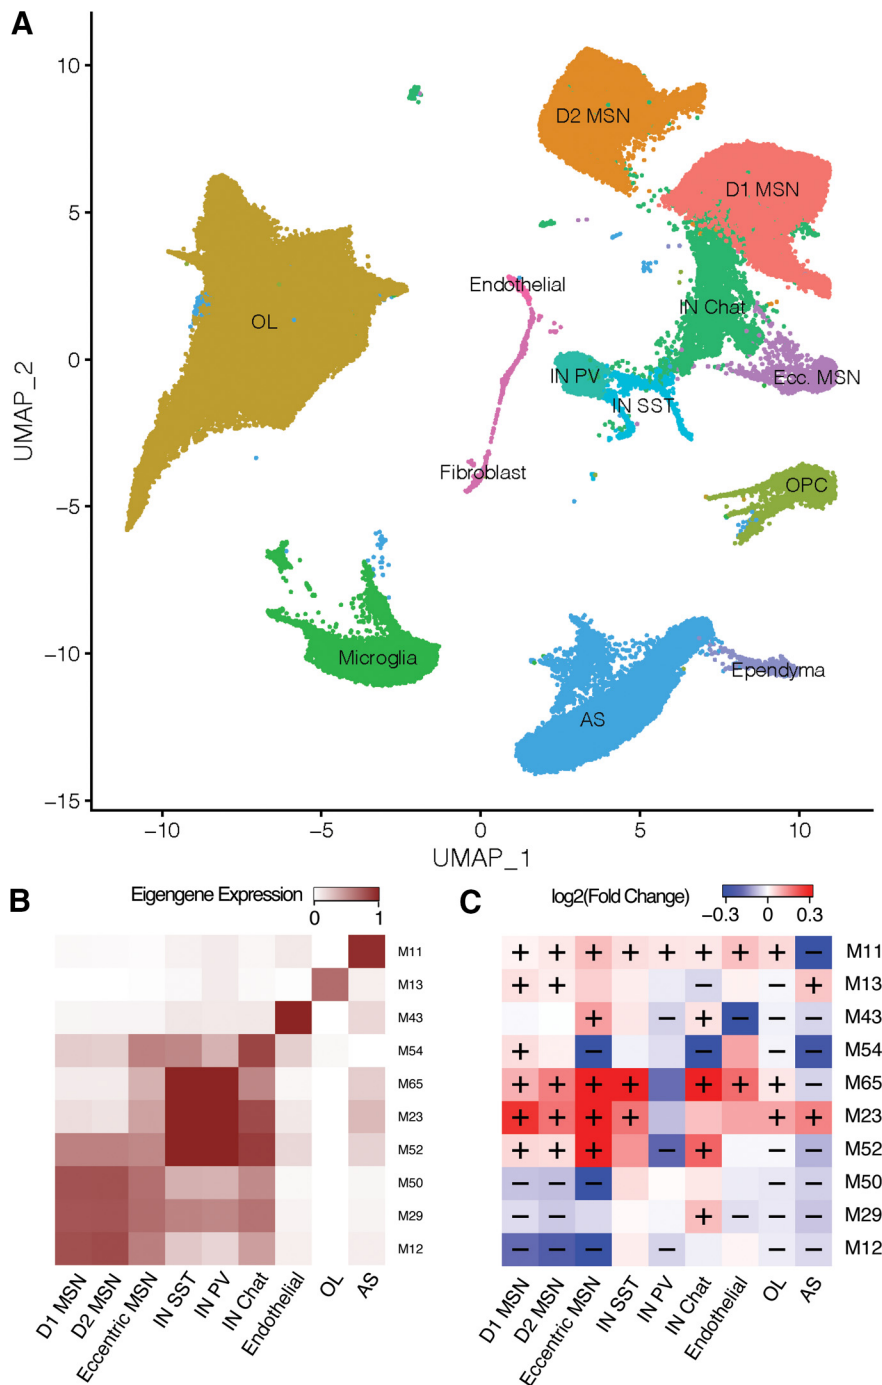 A
UMAP_2
10
5
0
−5
−10
−15
D2 MSN
D1 MSN
Endothelial
IN Chat
OL
IN PV
Ecc. MSN
IN SST
Fibroblast
OPC
Microglia
Ependyma
AS
−10
−5
0
5
10
UMAP_1
B
Eigengene Expression
0
1
M11
M13
M43
M54
M65
M23
M52
M50
M29
M12
D1 MSN
D2 MSN
Eccentric MSN
IN SST
IN PV
IN Chat
Endothelial
OL
AS
C
log2(Fold Change)
−0.3
0
0.3
+ + + + + + + + − M11
+ + − − + M13
+ − + − − − M43
+ − − − − M54
+ + + + + + + − M65
+ + + + + + M23
+ + + − + − M52
− − − − − M50
− − + − − − M29
− − − − − − M12
D1 MSN
D2 MSN
Eccentric MSN
IN SST
IN PV
IN Chat
Endothelial
OL
AS